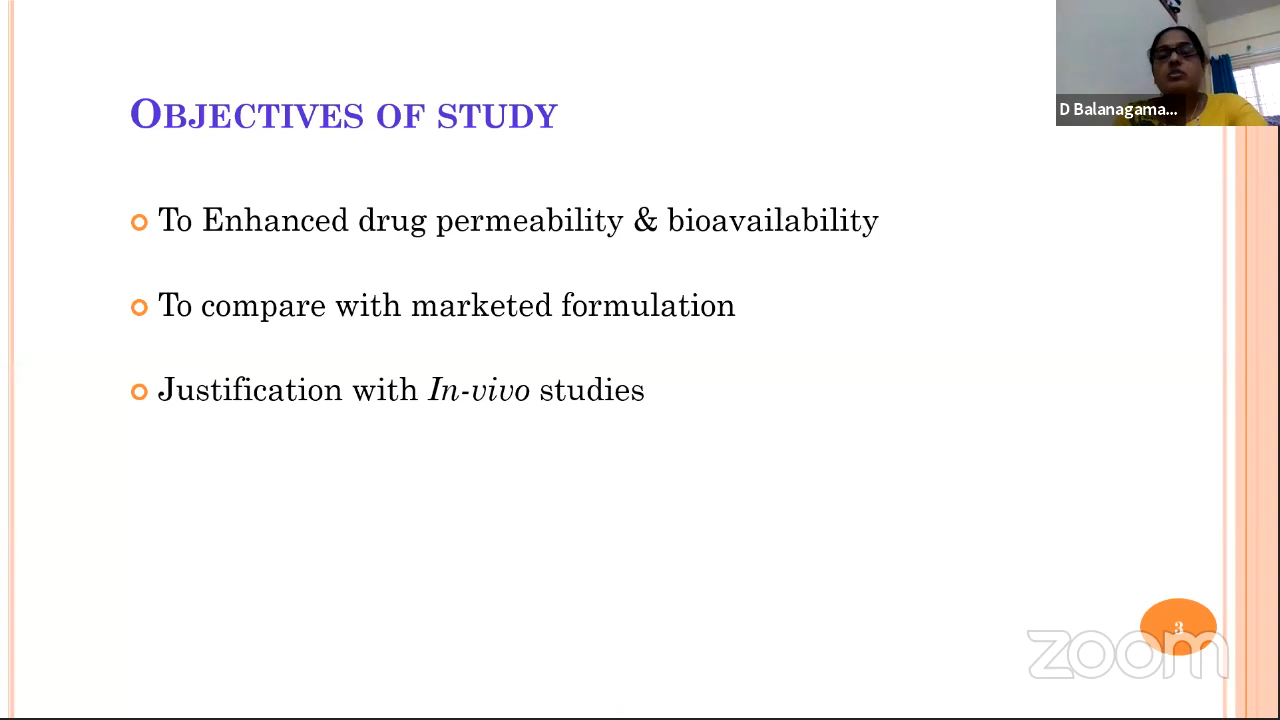 OBJECTIVES OF STUDY
D Balanagama...
To Enhanced drug permeability & bioavailability
To compare with marketed formulation
Justification with In-vivo studies
3
zoom